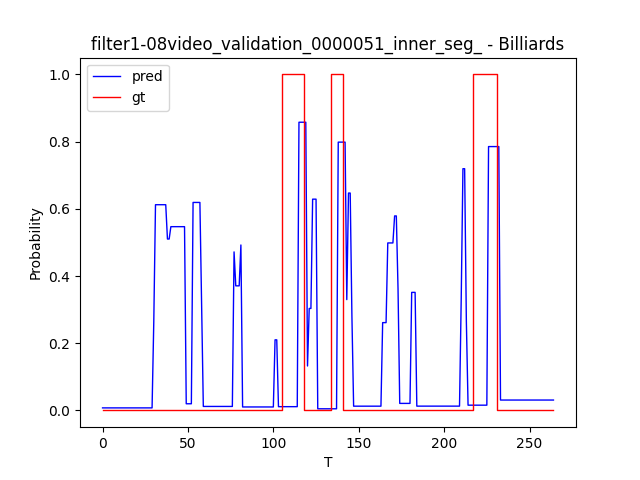 filter1-08video_validation_0000051_inner_seg_ - Billiards
pred
gt
1.0
0.8
0.6
0.4
0.2
0.0
Probability
0
50
100
150
200
250
T